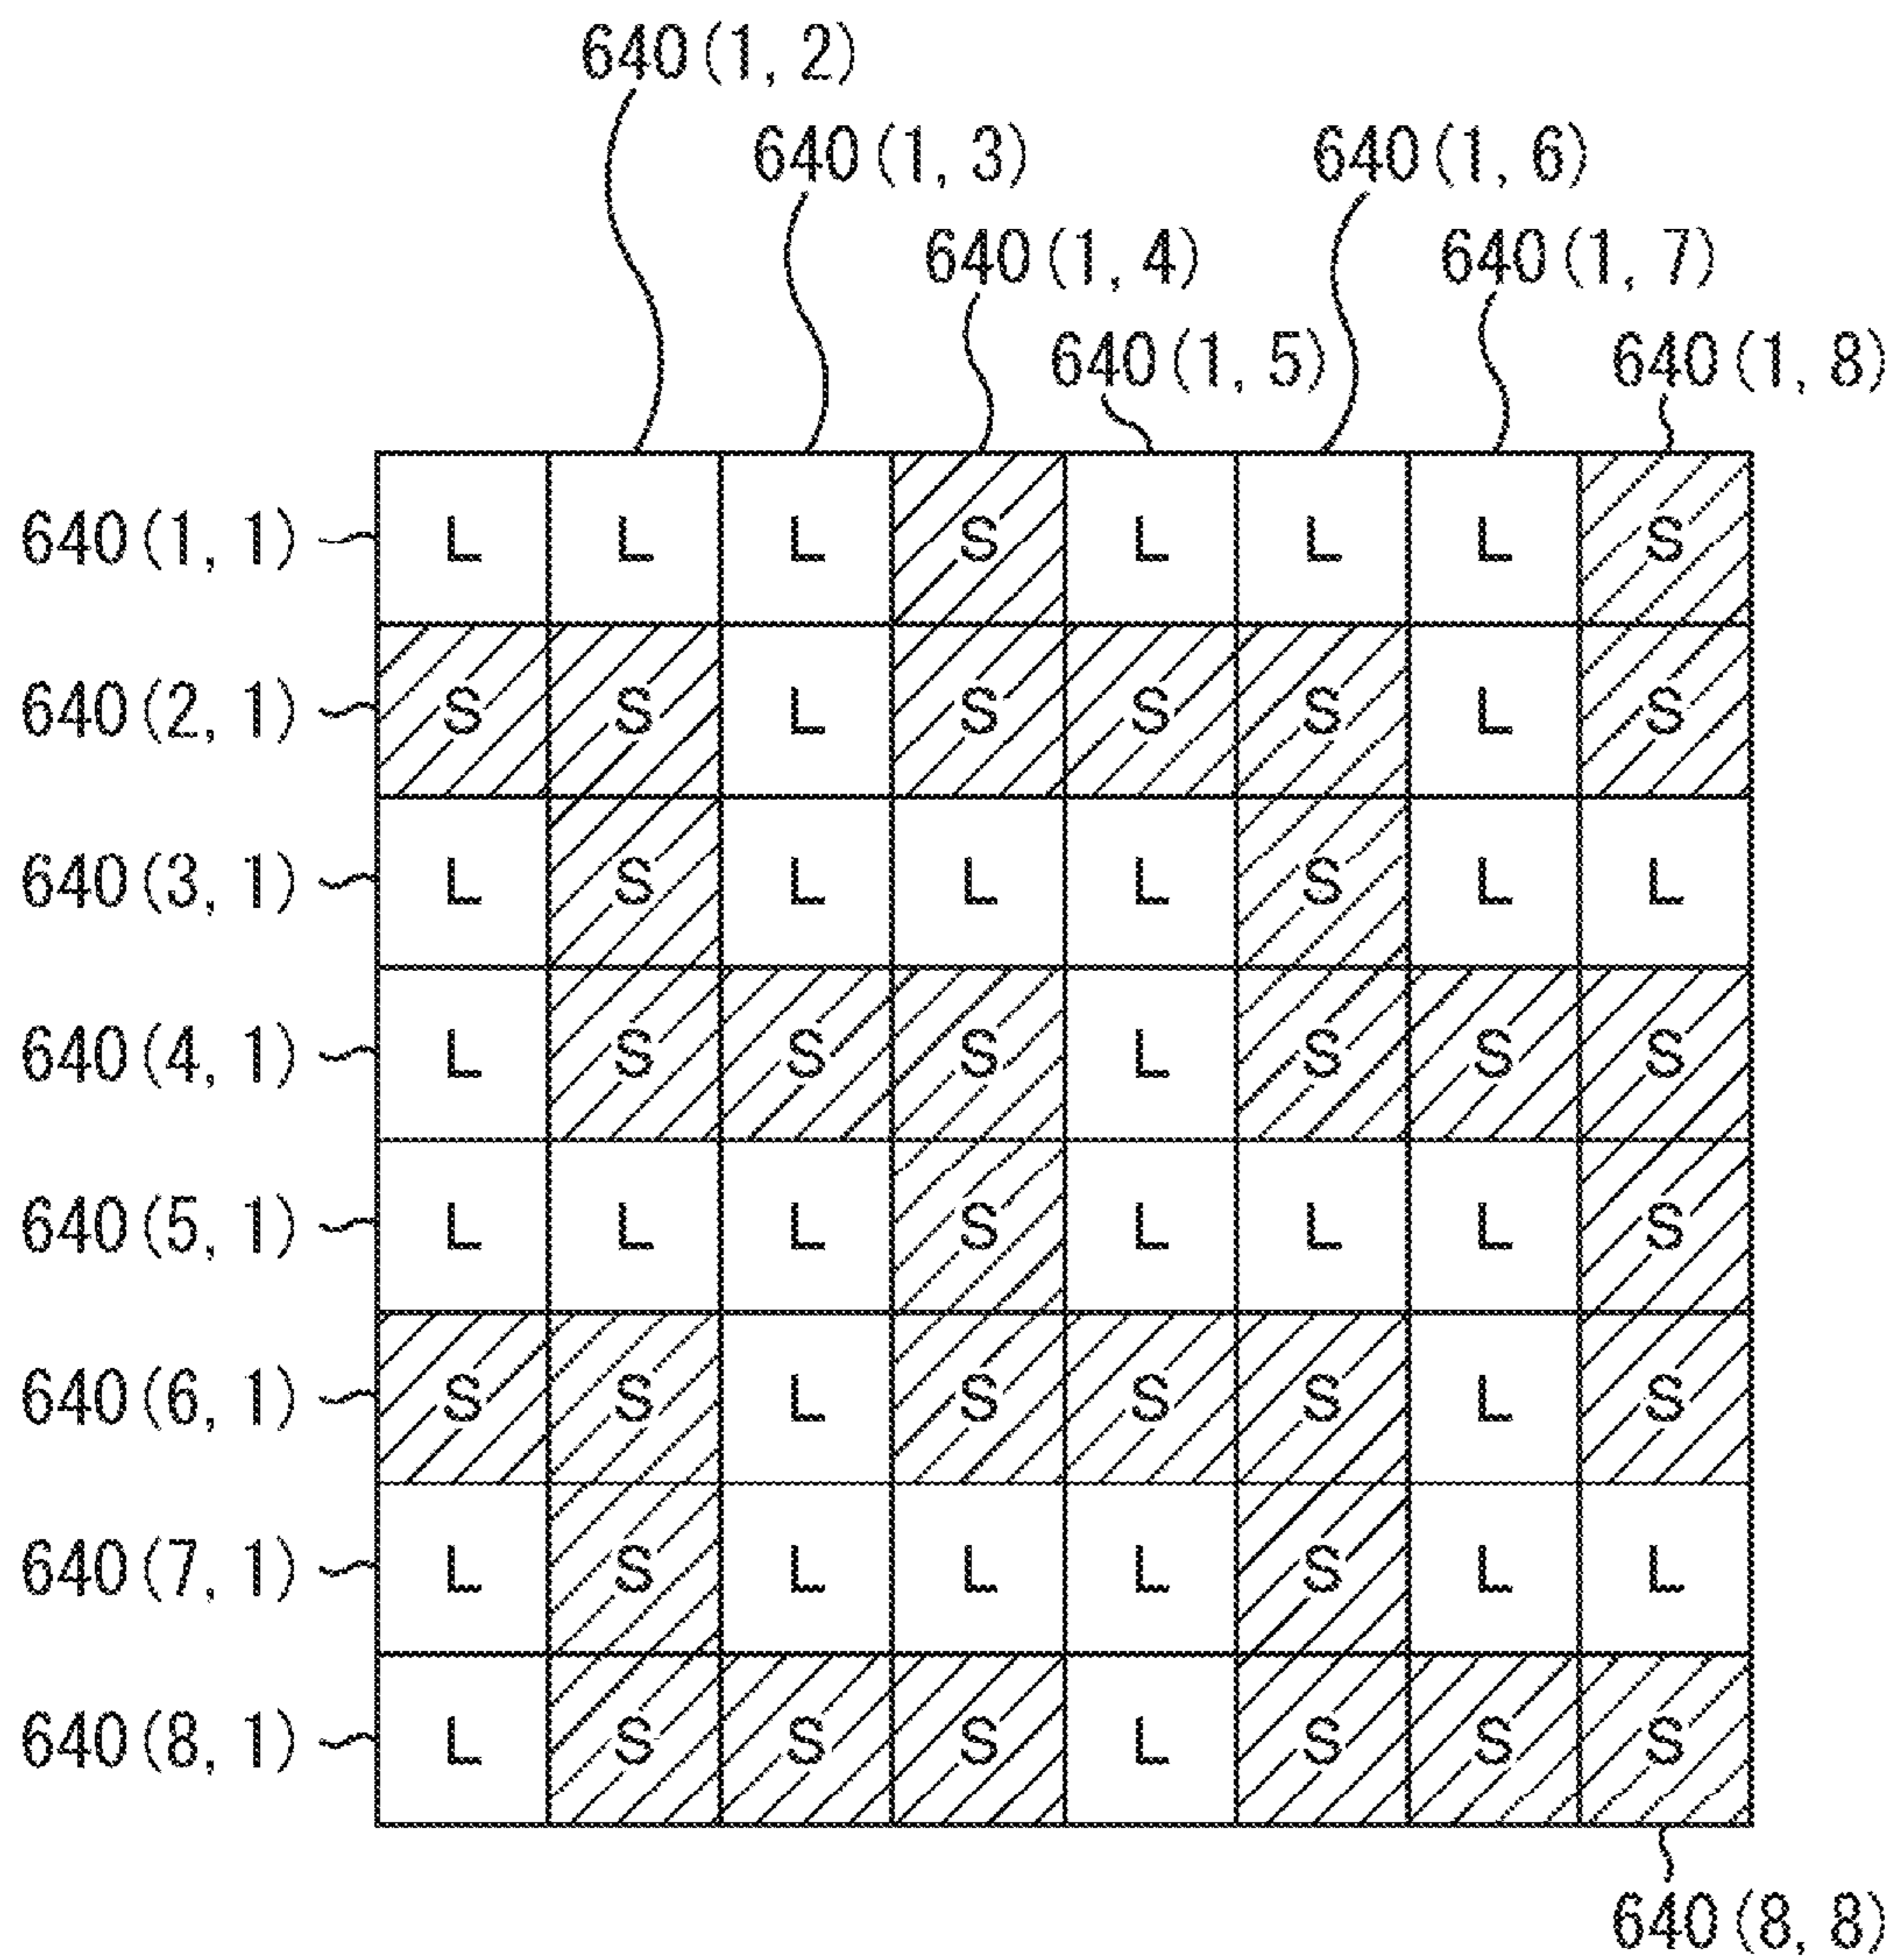 640(1, 2)
640(1, 3) 640(1, 6)
640(1, 4) 640(1, 7)
640(1, 5) 640(1, 8)
640(1, 1) L L L S L L L S
640(2, 1) S S L S S S L S
640(3, 1) L S L L L S L L
640(4, 1) L S S S L S S S
640(5, 1) L L L S L L L S
640(6, 1) S S L S S S L S
640(7, 1) L S L L L S L L
640(8, 1) L S S S L S S S
640(8, 8)